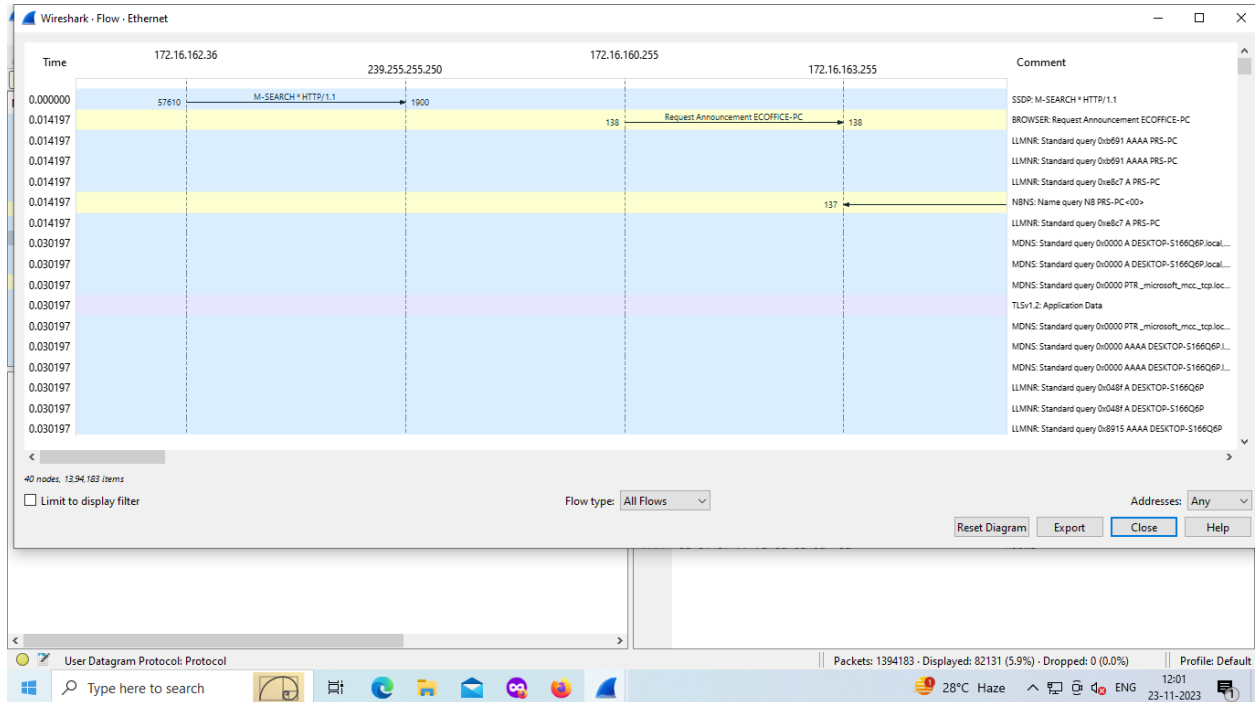 Wireshark · Flow · Ethernet
172.16.162.36 172.16.160.255
Time 239.255.255.250 172.16.163.255 Comment
0.000000 57610 M-SEARCH * HTTP/1.1 1900 SSDP: M-SEARCH * HTTP/1.1
0.014197 138 Request Announcement ECOFFICE-PC 138 BROWSER: Request Announcement ECOFFICE-PC
0.014197 LLMNR: Standard query 0xb691 AAAA PRS-PC
0.014197 LLMNR: Standard query 0xb691 AAAA PRS-PC
0.014197 LLMNR: Standard query 0xe8c7 A PRS-PC
0.014197 137 NBNS: Name query NB PRS-PC<00>
0.014197 LLMNR: Standard query 0xe8c7 A PRS-PC
0.030197 MDNS: Standard query 0x0000 A DESKTOP-S166Q6P.local,...
0.030197 MDNS: Standard query 0x0000 A DESKTOP-S166Q6P.local,...
0.030197 MDNS: Standard query 0x0000 PTR _microsoft_mcc._tcp.loc...
0.030197 TLSv1.2: Application Data
0.030197 MDNS: Standard query 0x0000 PTR _microsoft_mcc._tcp.loc...
0.030197 MDNS: Standard query 0x0000 AAAA DESKTOP-S166Q6P.l...
0.030197 MDNS: Standard query 0x0000 AAAA DESKTOP-S166Q6P.l...
0.030197 LLMNR: Standard query 0x048f A DESKTOP-S166Q6P
0.030197 LLMNR: Standard query 0x048f A DESKTOP-S166Q6P
0.030197 LLMNR: Standard query 0x8915 AAAA DESKTOP-S166Q6P
40 nodes, 13,94,183 items
Limit to display filter Flow type: All Flows Addresses: Any
Reset Diagram Export Close Help
User Datagram Protocol: Protocol Packets: 1394183 · Displayed: 82131 (5.9%) · Dropped: 0 (0.0%) Profile: Default
Type here to search 28°C Haze ENG 12:01
23-11-2023